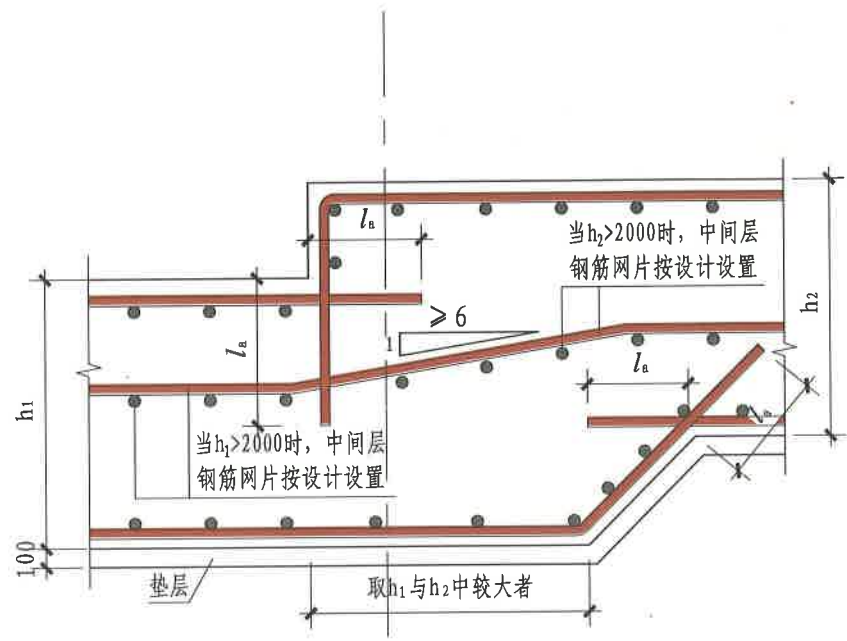 lₐ
当h₂>2000时，中间层
钢筋网片按设计设置
h₂
≥6
1
lₐ
lₐ
lₐ
h₁
当h₁>2000时，中间层
钢筋网片按设计设置
100
垫层
取h₁与h₂中较大者